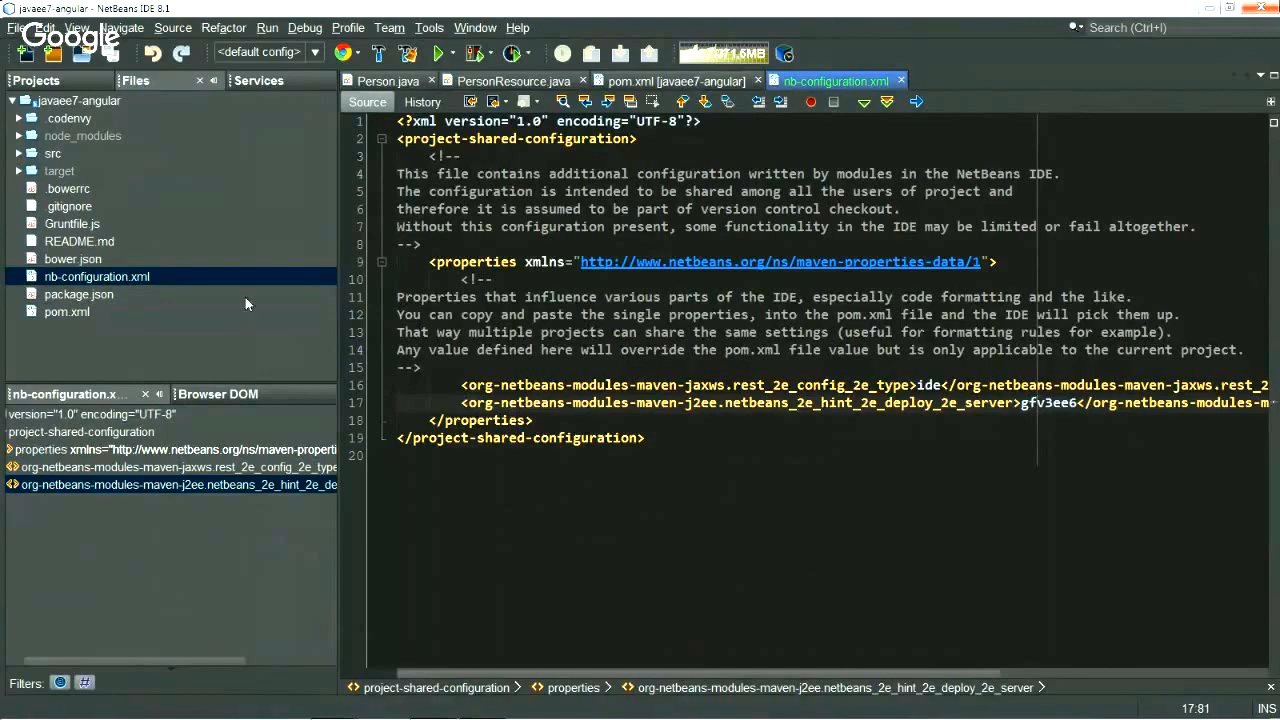 javaee7-angular - NetBeans IDE 8.1
File Edit View Navigate Source Refactor Run Debug Profile Team Tools Window Help
Search (Ctrl+I)
Google
<default config>
Projects Files Services
Person.java PersonResource.java pom.xml [javaee7-angular] nb-configuration.xml
Source History
javaee7-angular
.codenvy
node_modules
src
target
.bowerrc
.gitignore
Gruntfile.js
README.md
bower.json
nb-configuration.xml
package.json
pom.xml
1 <?xml version="1.0" encoding="UTF-8"?>
2 <project-shared-configuration>
3 <!--
4 This file contains additional configuration written by modules in the NetBeans IDE.
5 The configuration is intended to be shared among all the users of project and
6 therefore it is assumed to be part of version control checkout.
7 Without this configuration present, some functionality in the IDE may be limited or fail altogether.
8 -->
9 <properties xmlns="http://www.netbeans.org/ns/maven-properties-data/1">
10 <!--
11 Properties that influence various parts of the IDE, especially code formatting and the like.
12 You can copy and paste the single properties, into the pom.xml file and the IDE will pick them up.
13 That way multiple projects can share the same settings (useful for formatting rules for example).
14 Any value defined here will override the pom.xml file value but is only applicable to the current project.
15 -->
16 <org-netbeans-modules-maven-jaxws.rest_2e_config_2e_type>ide</org-netbeans-modules-maven-jaxws.rest_2
17 <org-netbeans-modules-maven-j2ee.netbeans_2e_hint_2e_deploy_2e_server>gfv3ee6</org-netbeans-modules-m
18 </properties>
19 </project-shared-configuration>
20
nb-configuration.x... Browser DOM
version="1.0" encoding="UTF-8"
project-shared-configuration
properties xmlns="http://www.netbeans.org/ns/maven-properti
org-netbeans-modules-maven-jaxws.rest_2e_config_2e_type
org-netbeans-modules-maven-j2ee.netbeans_2e_hint_2e_de
Filters:
project-shared-configuration properties org-netbeans-modules-maven-j2ee.netbeans_2e_hint_2e_deploy_2e_server
17:81 INS